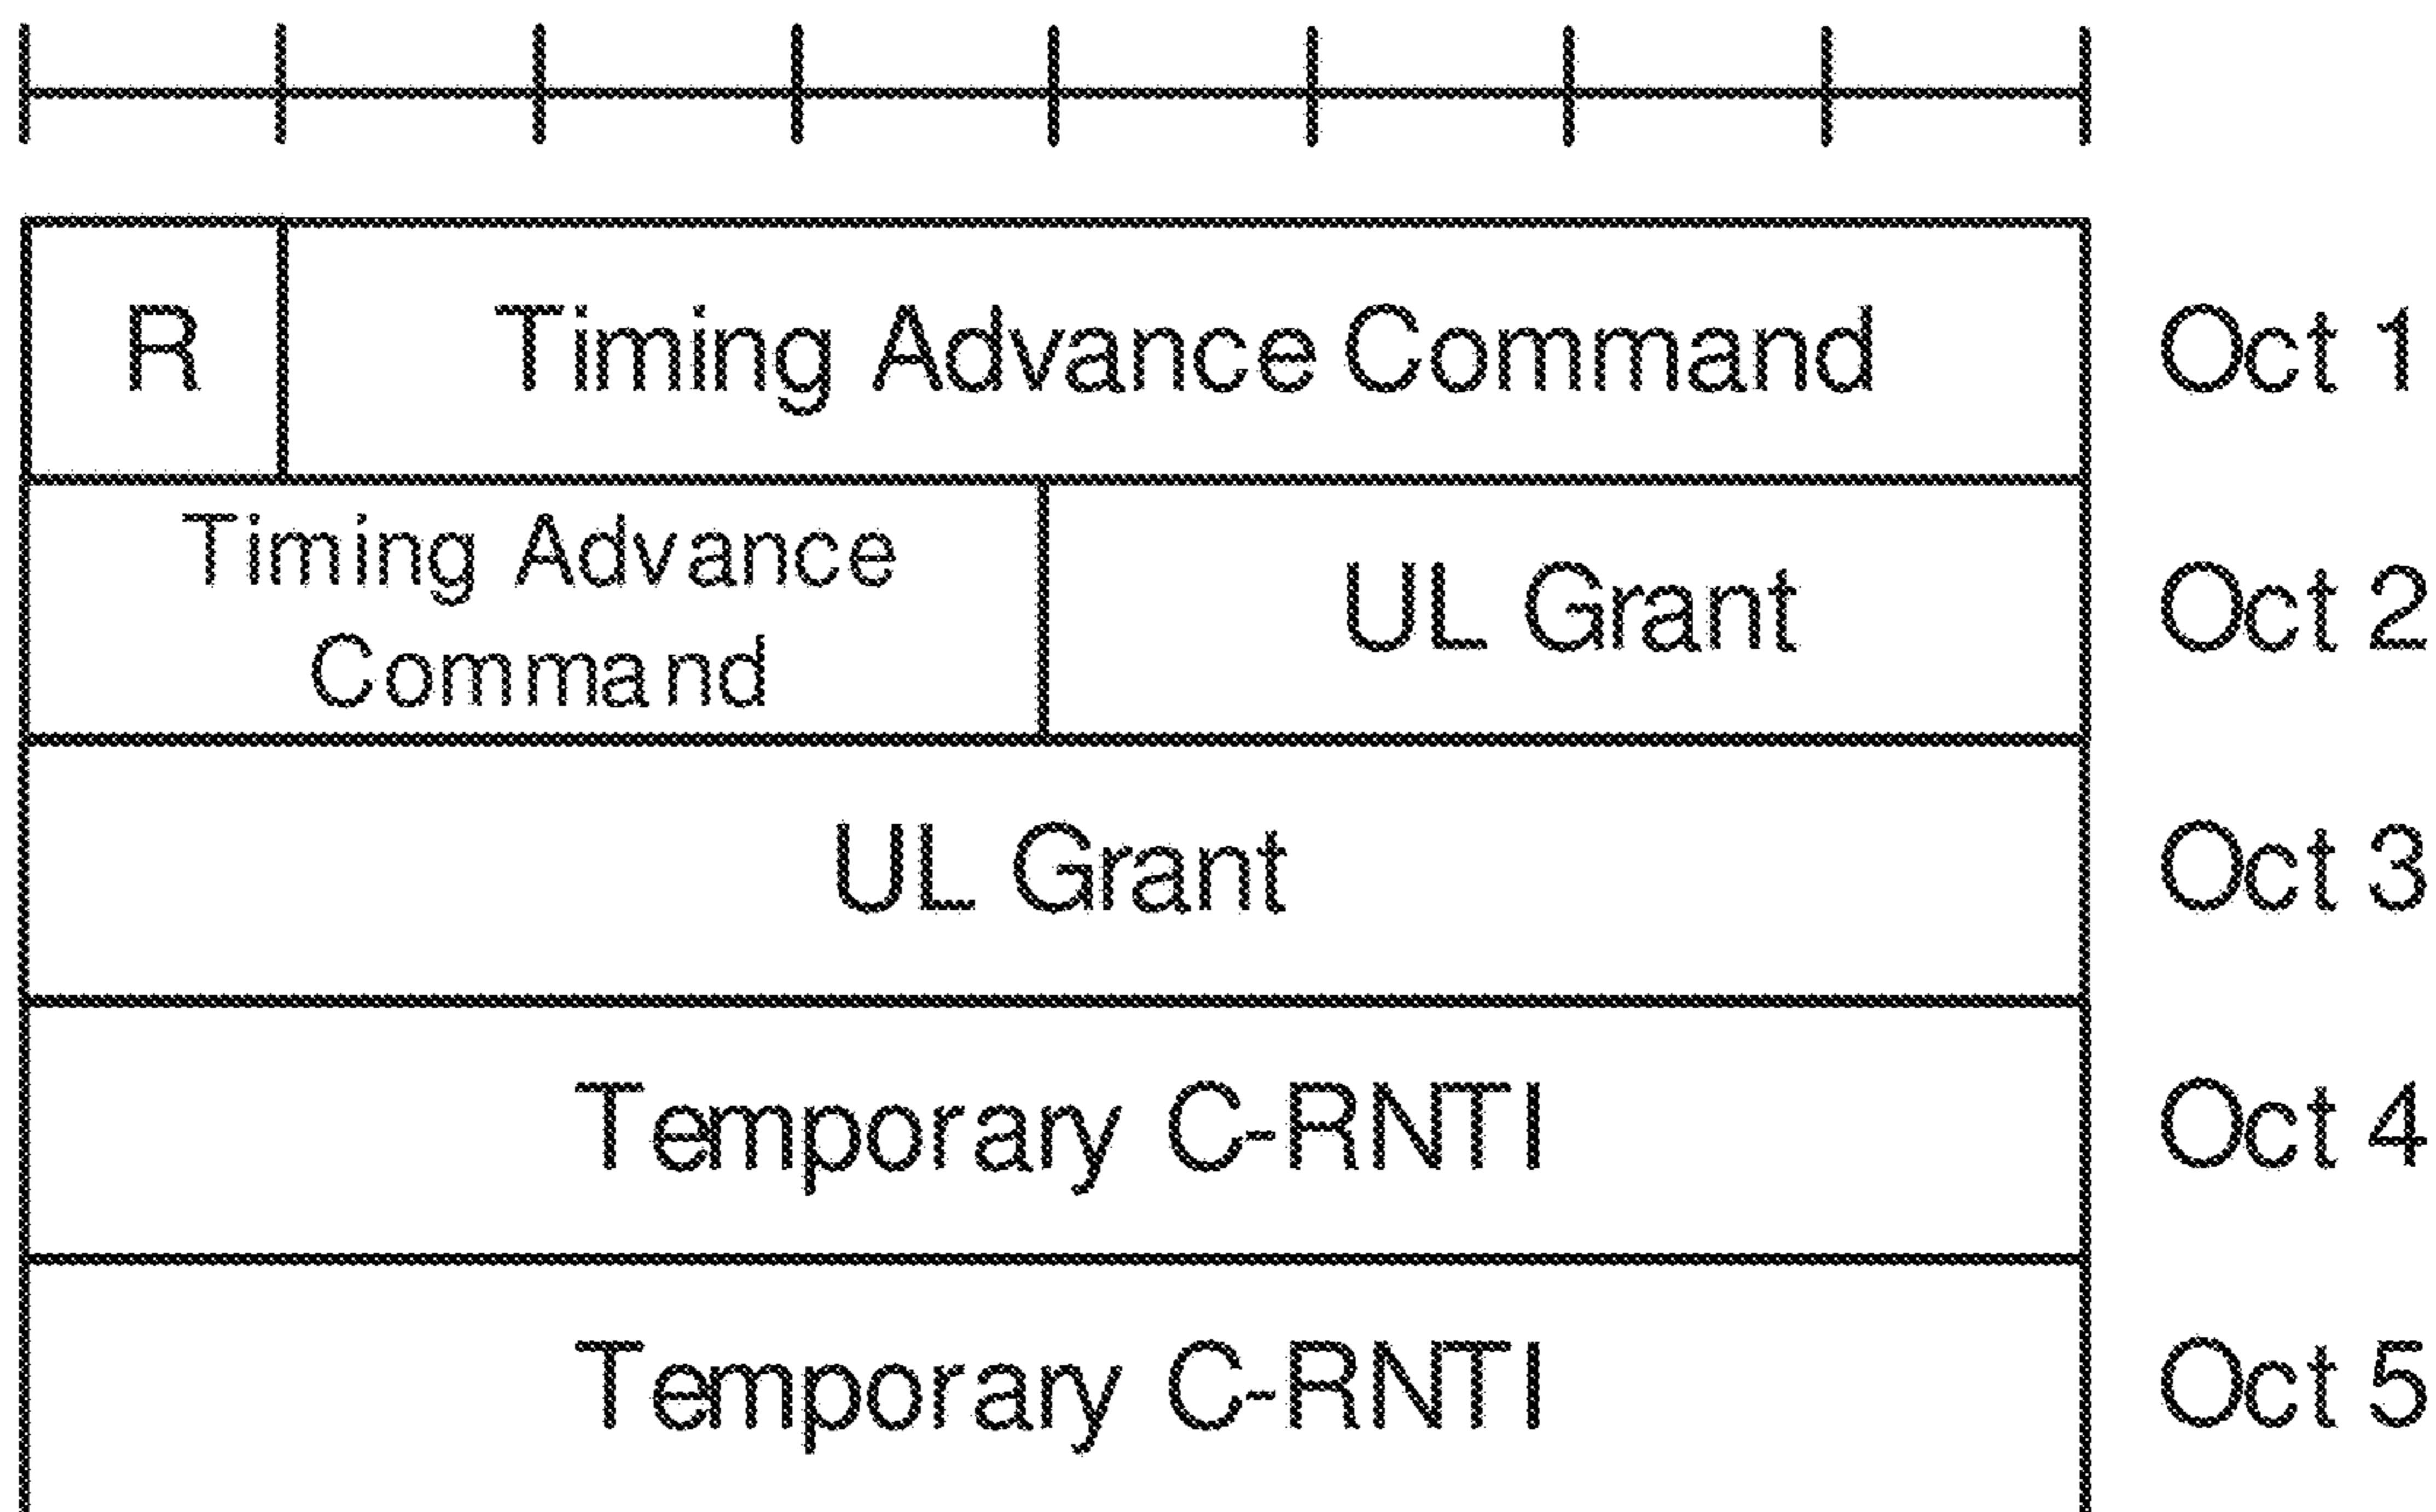 R Timing Advance Command Oct 1
Timing Advance
Command
UL Grant Oct 2
UL Grant Oct 3
Temporary C-RNTI Oct 4
Temporary C-RNTI Oct 5